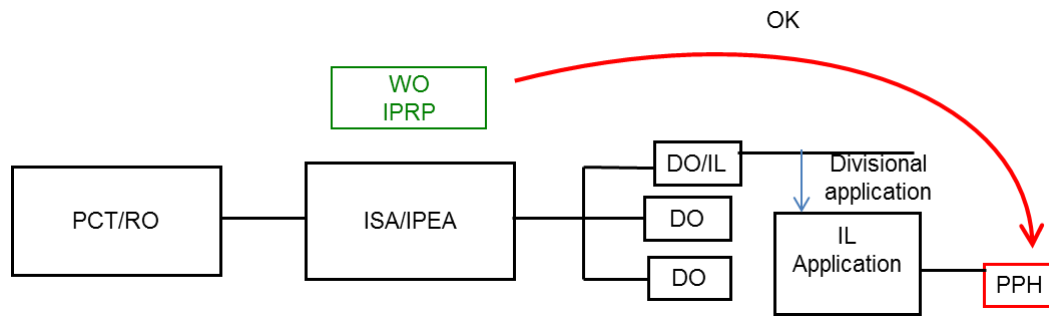 OK
WO
IPRP
PCT/RO
ISA/IPEA
DO/IL
Divisional
application
DO
DO
IL
Application
PPH